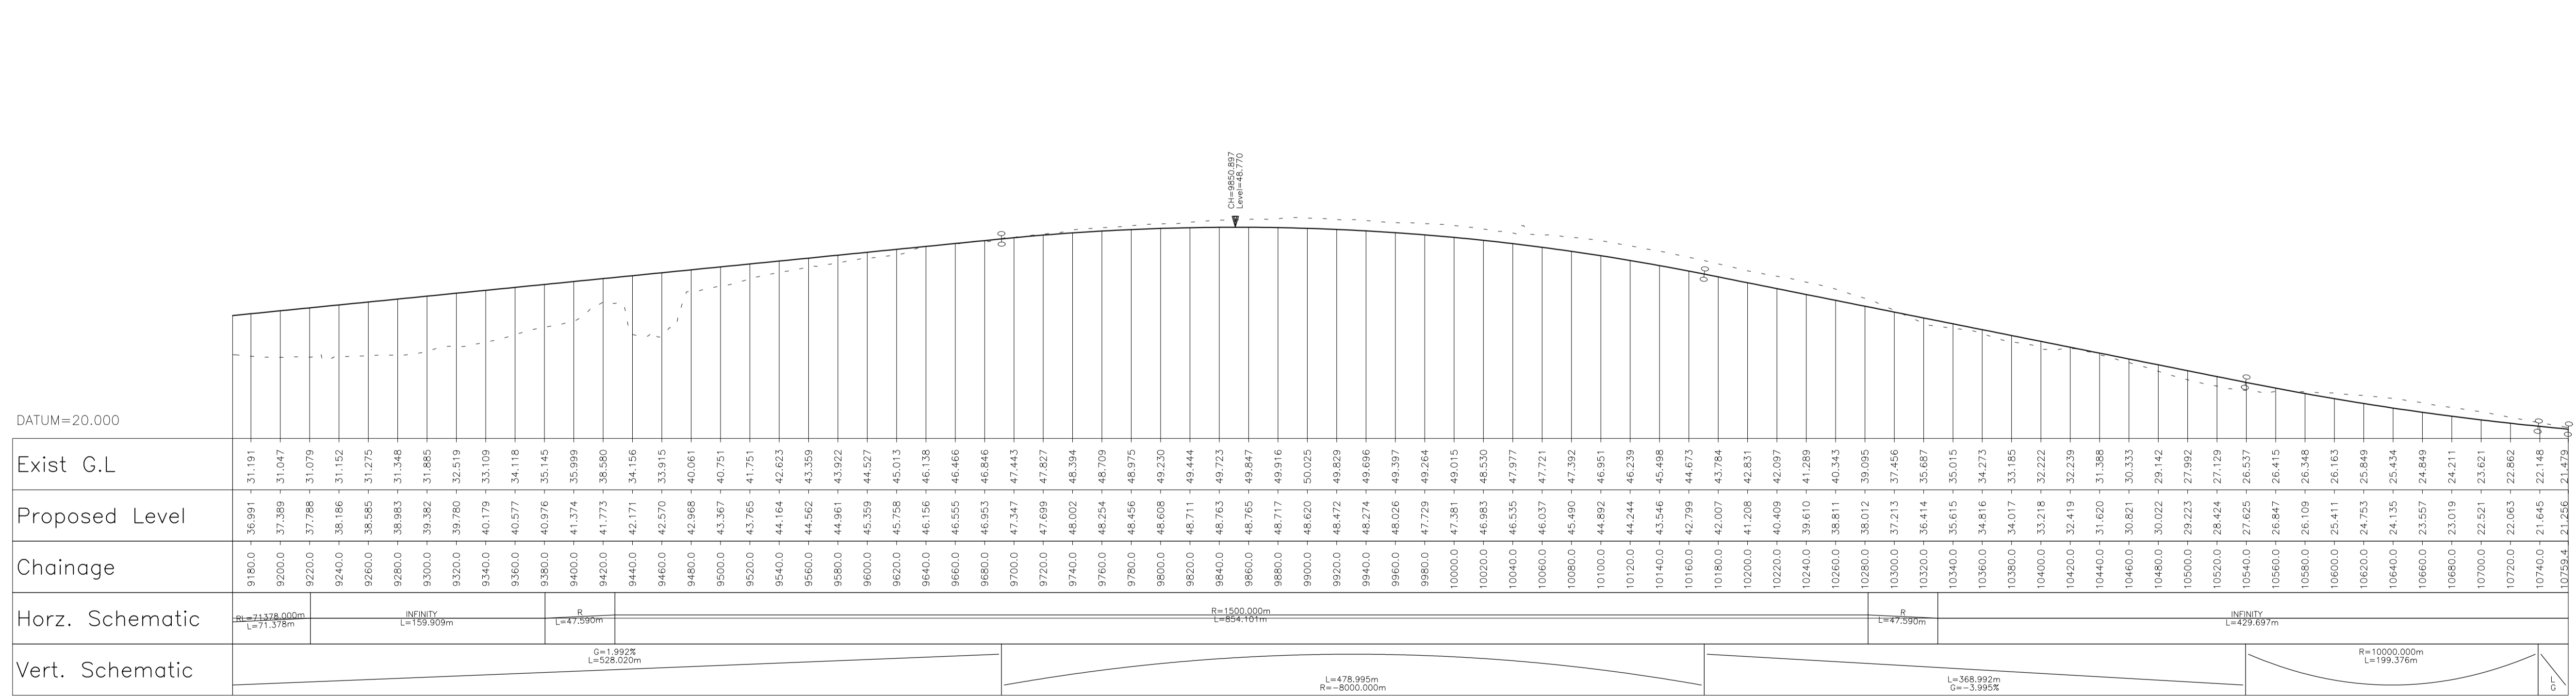 CH=9850.897
Level=48.770
DATUM=20.000
Exist G.L 31.191 31.047 31.079 31.152 31.275 31.348 31.885 32.519 33.109 34.118 35.145 35.999 38.580 34.156 33.915 40.061 40.751 41.751 42.623 43.359 43.922 44.527 45.013 46.138 46.466 46.846 47.443 47.827 48.394 48.709 48.975 49.230 49.444 49.723 49.847 49.916 50.025 49.829 49.696 49.397 49.264 49.015 48.530 47.977 47.721 47.392 46.951 46.239 45.498 44.673 43.784 42.831 42.097 41.289 40.343 39.095 37.456 35.687 35.015 34.273 33.185 32.222 32.239 31.388 30.333 29.142 27.992 27.129 26.537 26.415 26.348 26.163 25.849 25.434 24.849 24.211 23.621 22.862 22.148 21.479
Proposed Level 36.991 37.389 37.788 38.186 38.585 38.983 39.382 39.780 40.179 40.577 40.976 41.374 41.773 42.171 42.570 42.968 43.367 43.765 44.164 44.562 44.961 45.359 45.758 46.156 46.555 46.953 47.347 47.699 48.002 48.254 48.456 48.608 48.711 48.763 48.765 48.717 48.620 48.472 48.274 48.026 47.729 47.381 46.983 46.535 46.037 45.490 44.892 44.244 43.546 42.799 42.007 41.208 40.409 39.610 38.811 38.012 37.213 36.414 35.615 34.816 34.017 33.218 32.419 31.620 30.821 30.022 29.223 28.424 27.625 26.847 26.109 25.411 24.753 24.135 23.557 23.019 22.521 22.063 21.645 21.256
Chainage 9180.0 9200.0 9220.0 9240.0 9260.0 9280.0 9300.0 9320.0 9340.0 9360.0 9380.0 9400.0 9420.0 9440.0 9460.0 9480.0 9500.0 9520.0 9540.0 9560.0 9580.0 9600.0 9620.0 9640.0 9660.0 9680.0 9700.0 9720.0 9740.0 9760.0 9780.0 9800.0 9820.0 9840.0 9860.0 9880.0 9900.0 9920.0 9940.0 9960.0 9980.0 10000.0 10020.0 10040.0 10060.0 10080.0 10100.0 10120.0 10140.0 10160.0 10180.0 10200.0 10220.0 10240.0 10260.0 10280.0 10300.0 10320.0 10340.0 10360.0 10380.0 10400.0 10420.0 10440.0 10460.0 10480.0 10500.0 10520.0 10540.0 10560.0 10580.0 10600.0 10620.0 10640.0 10660.0 10680.0 10700.0 10720.0 10740.0 10759.4
Horz. Schematic
RL=71378.000m
L=71.378m
INFINITY
L=159.909m
R
L=47.590m
R=1500.000m
L=854.101m
R
L=47.590m
INFINITY
L=429.697m
Vert. Schematic
G=1.992%
L=528.020m
L=478.995m
R=-8000.000m
L=368.992m
G=-3.995%
R=10000.000m
L=199.376m
L
G